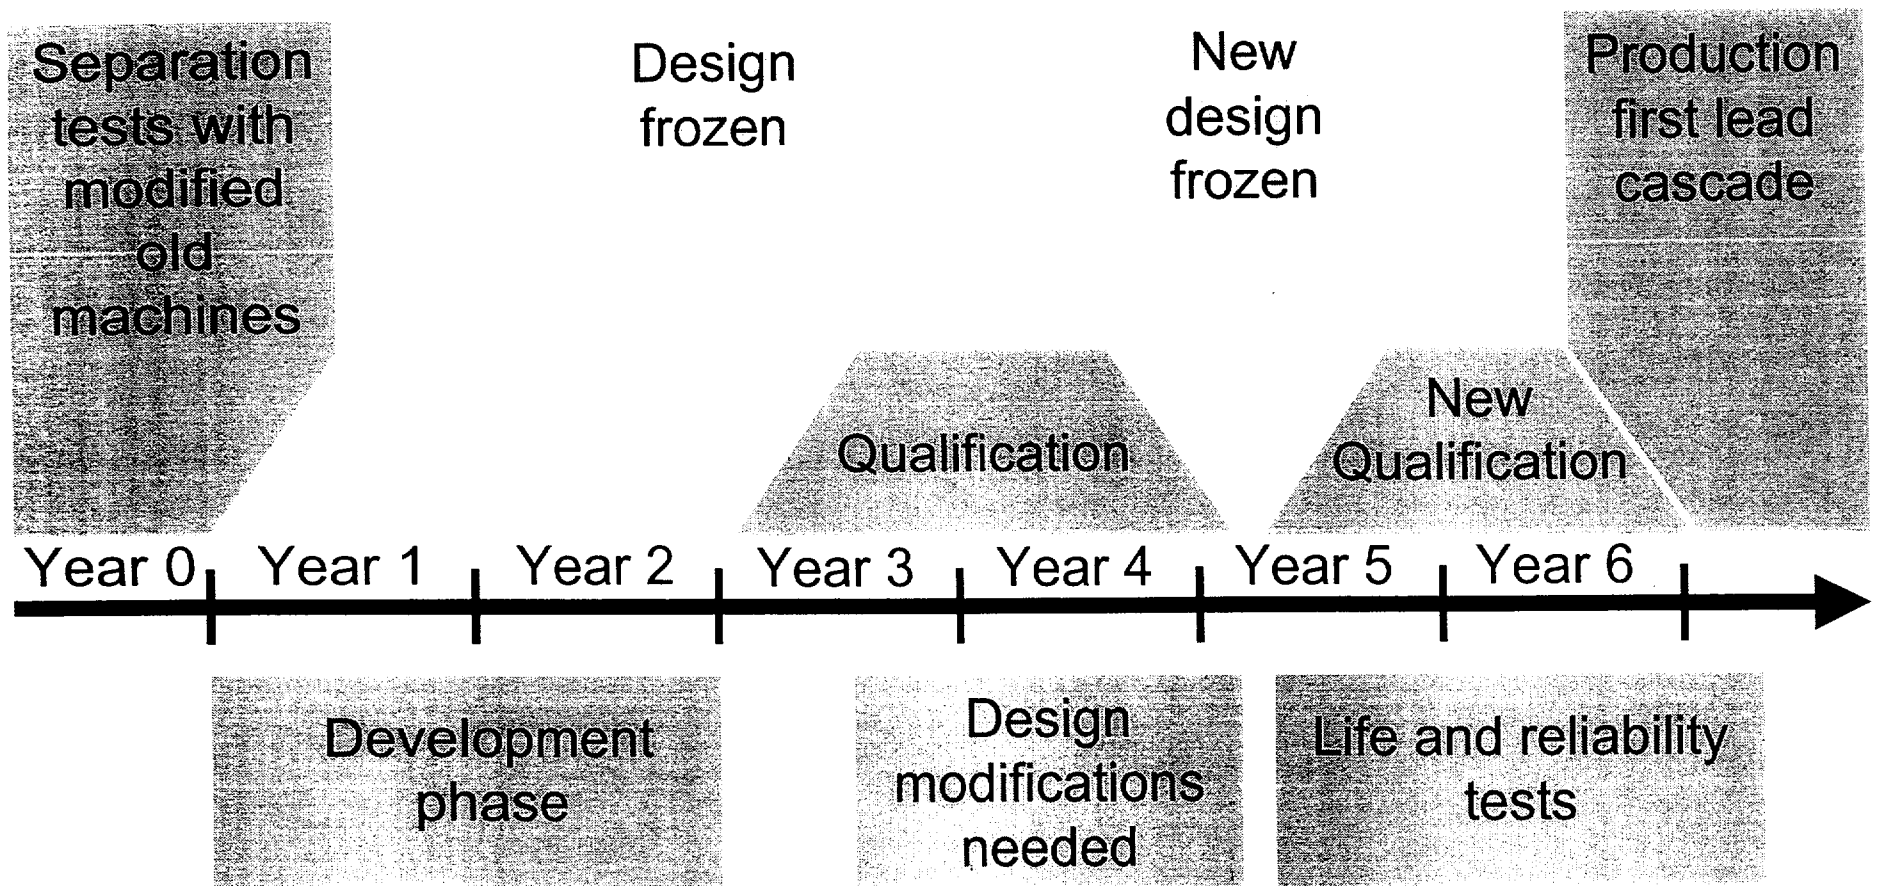 Separation
tests with
modified
old
machines
Design
frozen
New
design
frozen
Production
first lead
cascade
Qualification
New
Qualification
Year 0
Year 1
Year 2
Year 3
Year 4
Year 5
Year 6
Development
phase
Design
modifications
needed
Life and reliability
tests